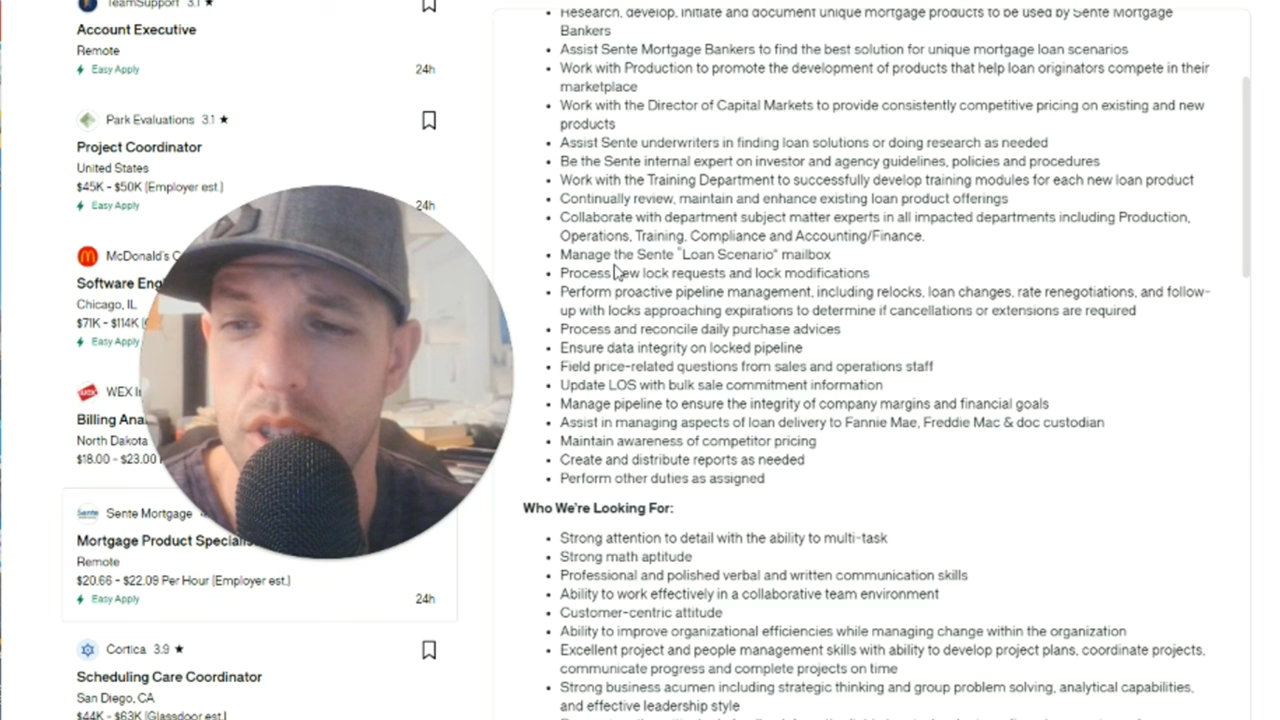 TeamSupport 3.1 ★
Account Executive
Remote
Easy Apply
24h
Park Evaluations 3.1 ★
Project Coordinator
United States
$45K - $50K (Employer est.)
Easy Apply
24h
McDonald's
Software
Chicago, IL
$71K - $114K
Easy Apply
WEX
Billing
North Dakota
$18.00 - $23.00
Sente Mortgage
Mortgage Product
Remote
$20.66 - $22.09 Per Hour (Employer est.)
Easy Apply
24h
Cortica 3.9 ★
Scheduling Care Coordinator
San Diego, CA
$44K - $63K (Glassdoor est.)
Research, develop, initiate and document unique mortgage products to be used by Sente Mortgage
Bankers
• Assist Sente Mortgage Bankers to find the best solution for unique mortgage loan scenarios
• Work with Production to promote the development of products that help loan originators compete in their
marketplace
• Work with the Director of Capital Markets to provide consistently competitive pricing on existing and new
products
• Assist Sente underwriters in finding loan solutions or doing research as needed
• Be the Sente internal expert on investor and agency guidelines, policies and procedures
• Work with the Training Department to successfully develop training modules for each new loan product
• Continually review, maintain and enhance existing loan product offerings
• Collaborate with department subject matter experts in all impacted departments including Production,
Operations, Training, Compliance and Accounting/Finance.
• Manage the Sente "Loan Scenario" mailbox
• Process new lock requests and lock modifications
• Perform proactive pipeline management, including relocks, loan changes, rate renegotiations, and follow-
up with locks approaching expirations to determine if cancellations or extensions are required
• Process and reconcile daily purchase advices
• Ensure data integrity on locked pipeline
• Field price-related questions from sales and operations staff
• Update LOS with bulk sale commitment information
• Manage pipeline to ensure the integrity of company margins and financial goals
• Assist in managing aspects of loan delivery to Fannie Mae, Freddie Mac & doc custodian
• Maintain awareness of competitor pricing
• Create and distribute reports as needed
• Perform other duties as assigned
Who We're Looking For:
• Strong attention to detail with the ability to multi-task
• Strong math aptitude
• Professional and polished verbal and written communication skills
• Ability to work effectively in a collaborative team environment
• Customer-centric attitude
• Ability to improve organizational efficiencies while managing change within the organization
• Excellent project and people management skills with ability to develop project plans, coordinate projects,
communicate progress and complete projects on time
• Strong business acumen including strategic thinking and group problem solving, analytical capabilities,
and effective leadership style